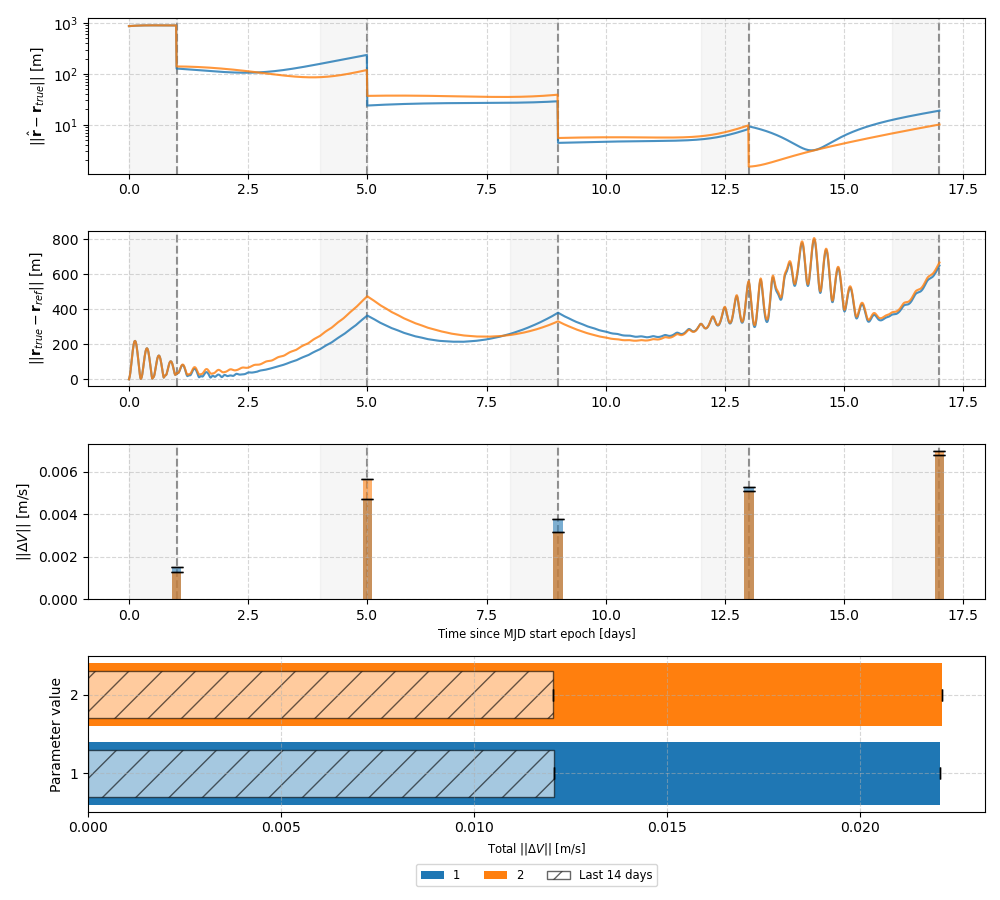 10³
10²
10¹
||r̂ − r_true|| [m]
0.0 2.5 5.0 7.5 10.0 12.5 15.0 17.5
800
600
400
200
0
||r_true − r_ref|| [m]
0.0 2.5 5.0 7.5 10.0 12.5 15.0 17.5
0.006
0.004
0.002
0.000
||ΔV|| [m/s]
0.0 2.5 5.0 7.5 10.0 12.5 15.0 17.5
Time since MJD start epoch [days]
2
1
Parameter value
0.000 0.005 0.010 0.015 0.020
Total ||ΔV|| [m/s]
1 2 Last 14 days